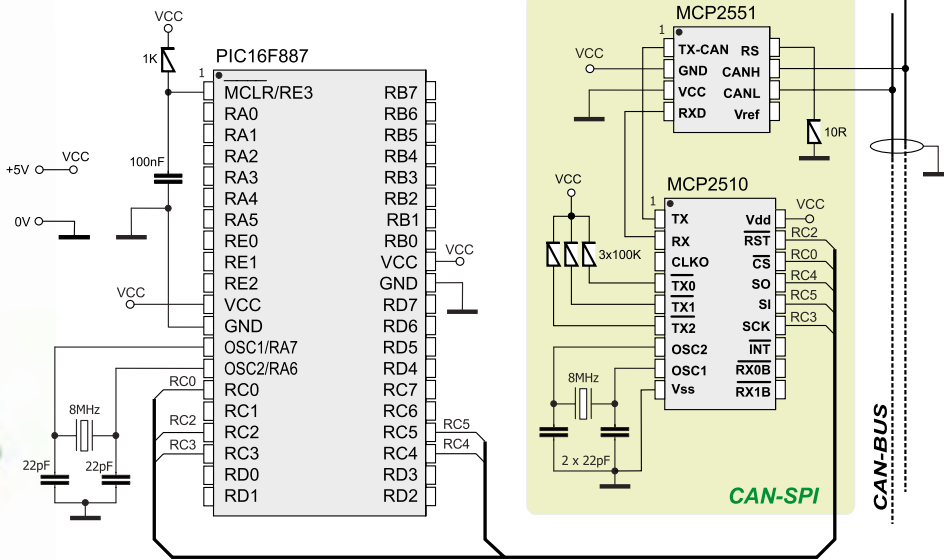 VCC
1K
PIC16F887
1
MCLR/RE3
RA0
RA1
RA2
RA3
RA4
RA5
RE0
RE1
RE2
VCC
GND
OSC1/RA7
OSC2/RA6
RC0
RC1
RC2
RC3
RD0
RD1
RB7
RB6
RB5
RB4
RB3
RB2
RB1
RB0
VCC
GND
RD7
RD6
RD5
RD4
RC7
RC6
RC5
RC4
RD3
RD2
100nF
+5V
VCC
0V
VCC
VCC
RC0
RC2
RC3
8MHz
22pF
22pF
RC5
RC4
MCP2551
1
TX-CAN
GND
VCC
RXD
RS
CANH
CANL
Vref
VCC
10R
MCP2510
1
TX
RX
CLKO
TX0
TX1
TX2
OSC2
OSC1
Vss
Vdd
RST
CS
SO
SI
SCK
INT
RX0B
RX1B
VCC
3x100K
VCC
RC2
RC0
RC4
RC5
RC3
8MHz
2 x 22pF
CAN-SPI
CAN-BUS